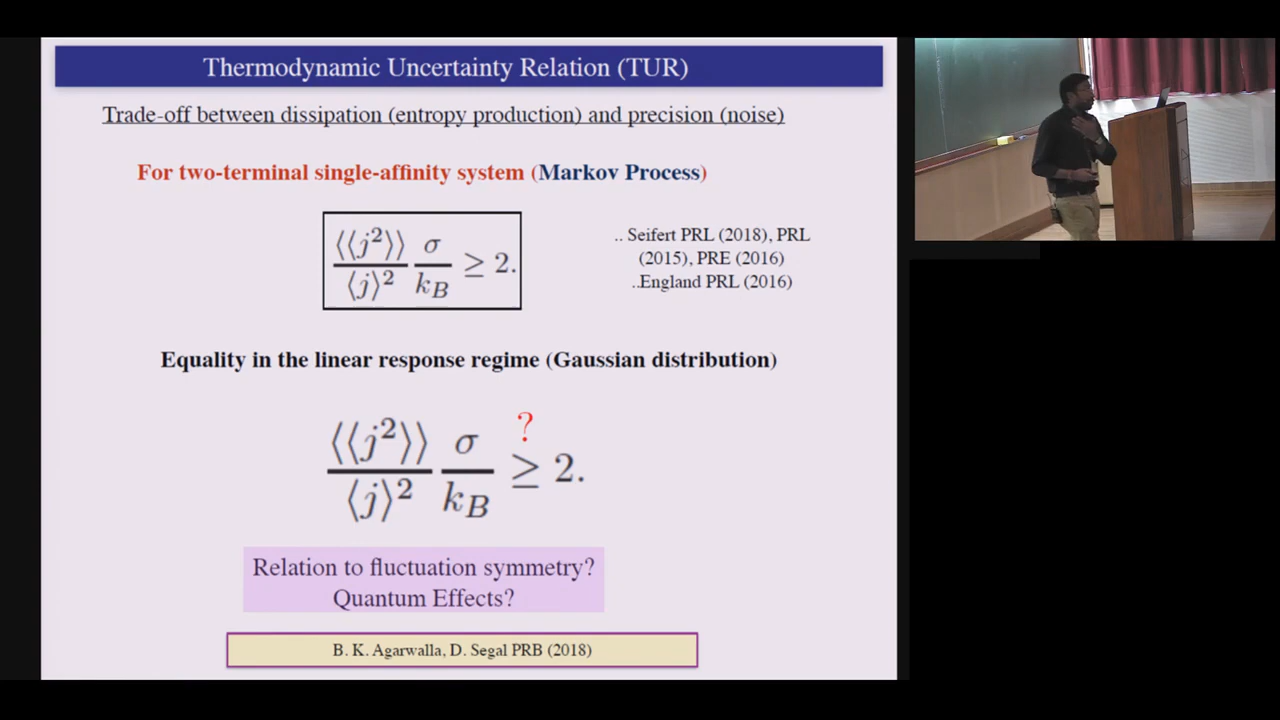 Thermodynamic Uncertainty Relation (TUR)
Trade-off between dissipation (entropy production) and precision (noise)
For two-terminal single-affinity system (Markov Process)
⟨⟨j²⟩⟩/⟨j⟩² σ/k_B ≥ 2.
.. Seifert PRL (2018), PRL
(2015), PRE (2016)
..England PRL (2016)
Equality in the linear response regime (Gaussian distribution)
?
⟨⟨j²⟩⟩/⟨j⟩² σ/k_B ≥ 2.
Relation to fluctuation symmetry?
Quantum Effects?
B. K. Agarwalla, D. Segal PRB (2018)